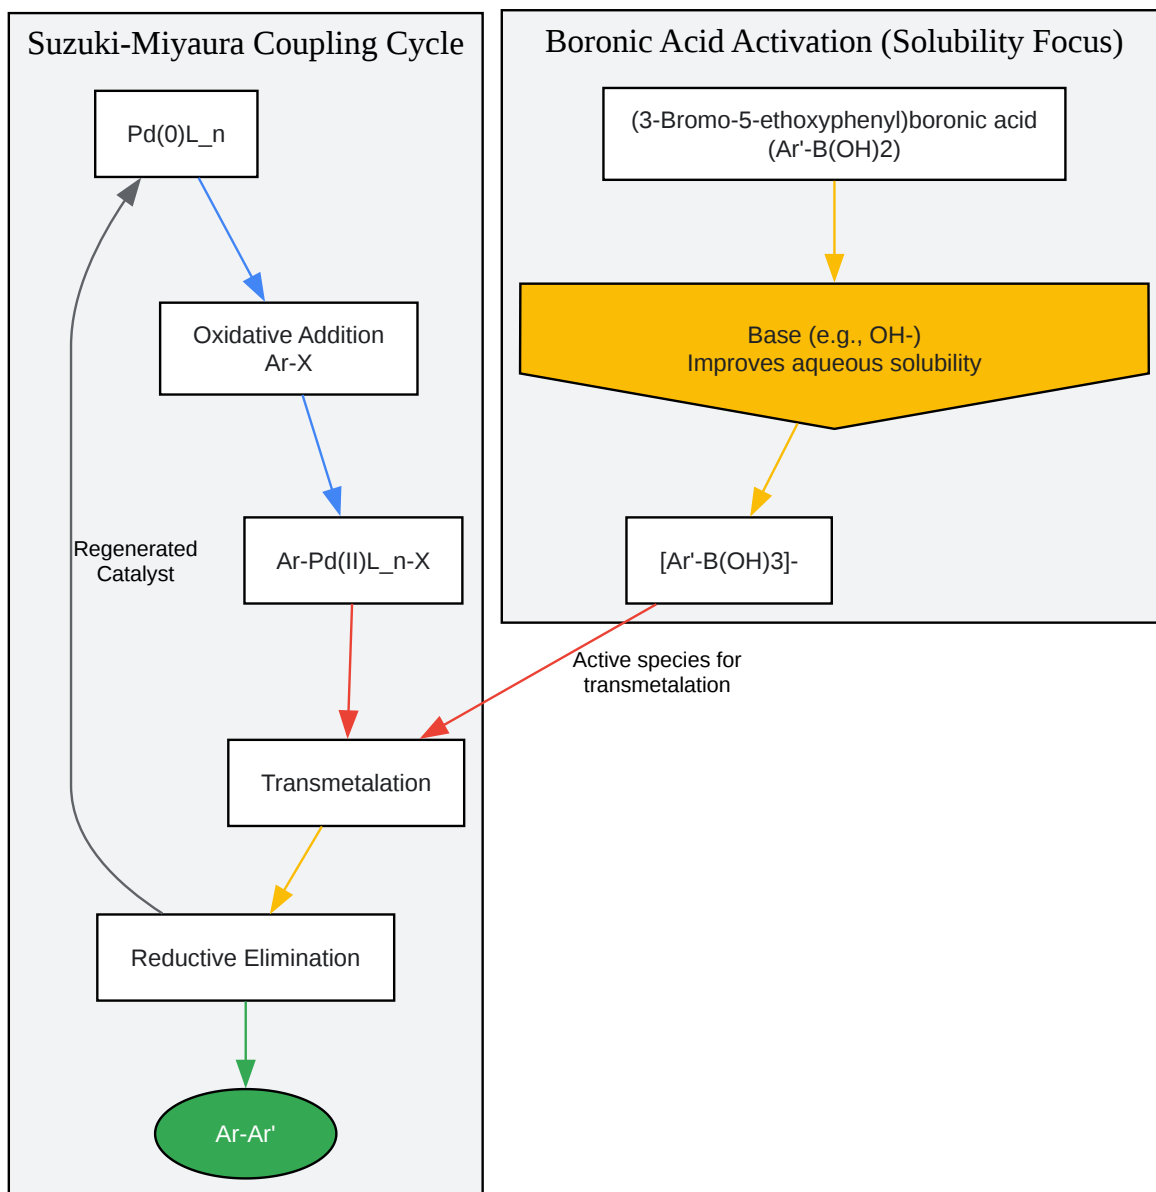 Suzuki-Miyaura Coupling Cycle
Pd(0)L_n
Oxidative Addition
Ar-X
Ar-Pd(II)L_n-X
Regenerated
Catalyst
Transmetalation
Reductive Elimination
Ar-Ar'
Boronic Acid Activation (Solubility Focus)
(3-Bromo-5-ethoxyphenyl)boronic acid
(Ar'-B(OH)2)
Base (e.g., OH-)
Improves aqueous solubility
[Ar'-B(OH)3]-
Active species for
transmetalation